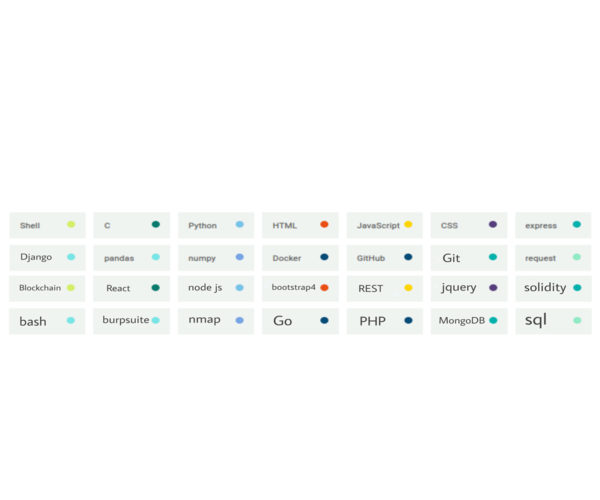 Shell C Python HTML JavaScript CSS express
Django pandas numpy Docker GitHub Git request
Blockchain React node js bootstrap4 REST jquery solidity
bash burpsuite nmap Go PHP MongoDB sql